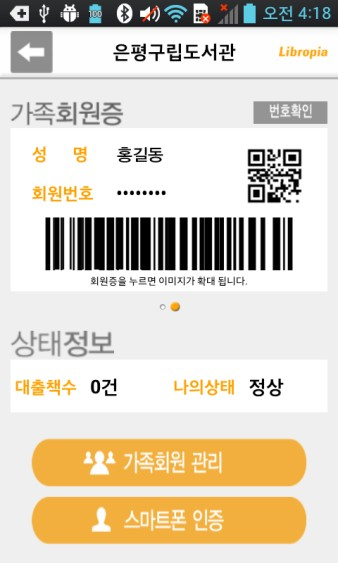 100 오전 4:18
은평구립도서관 Libropia
가족회원증 번호확인
성 명 홍길동
회원번호 ••••••••
회원증을 누르면 이미지가 확대 됩니다.
상태정보
대출책수 0건 나의상태 정상
가족회원 관리
스마트폰 인증